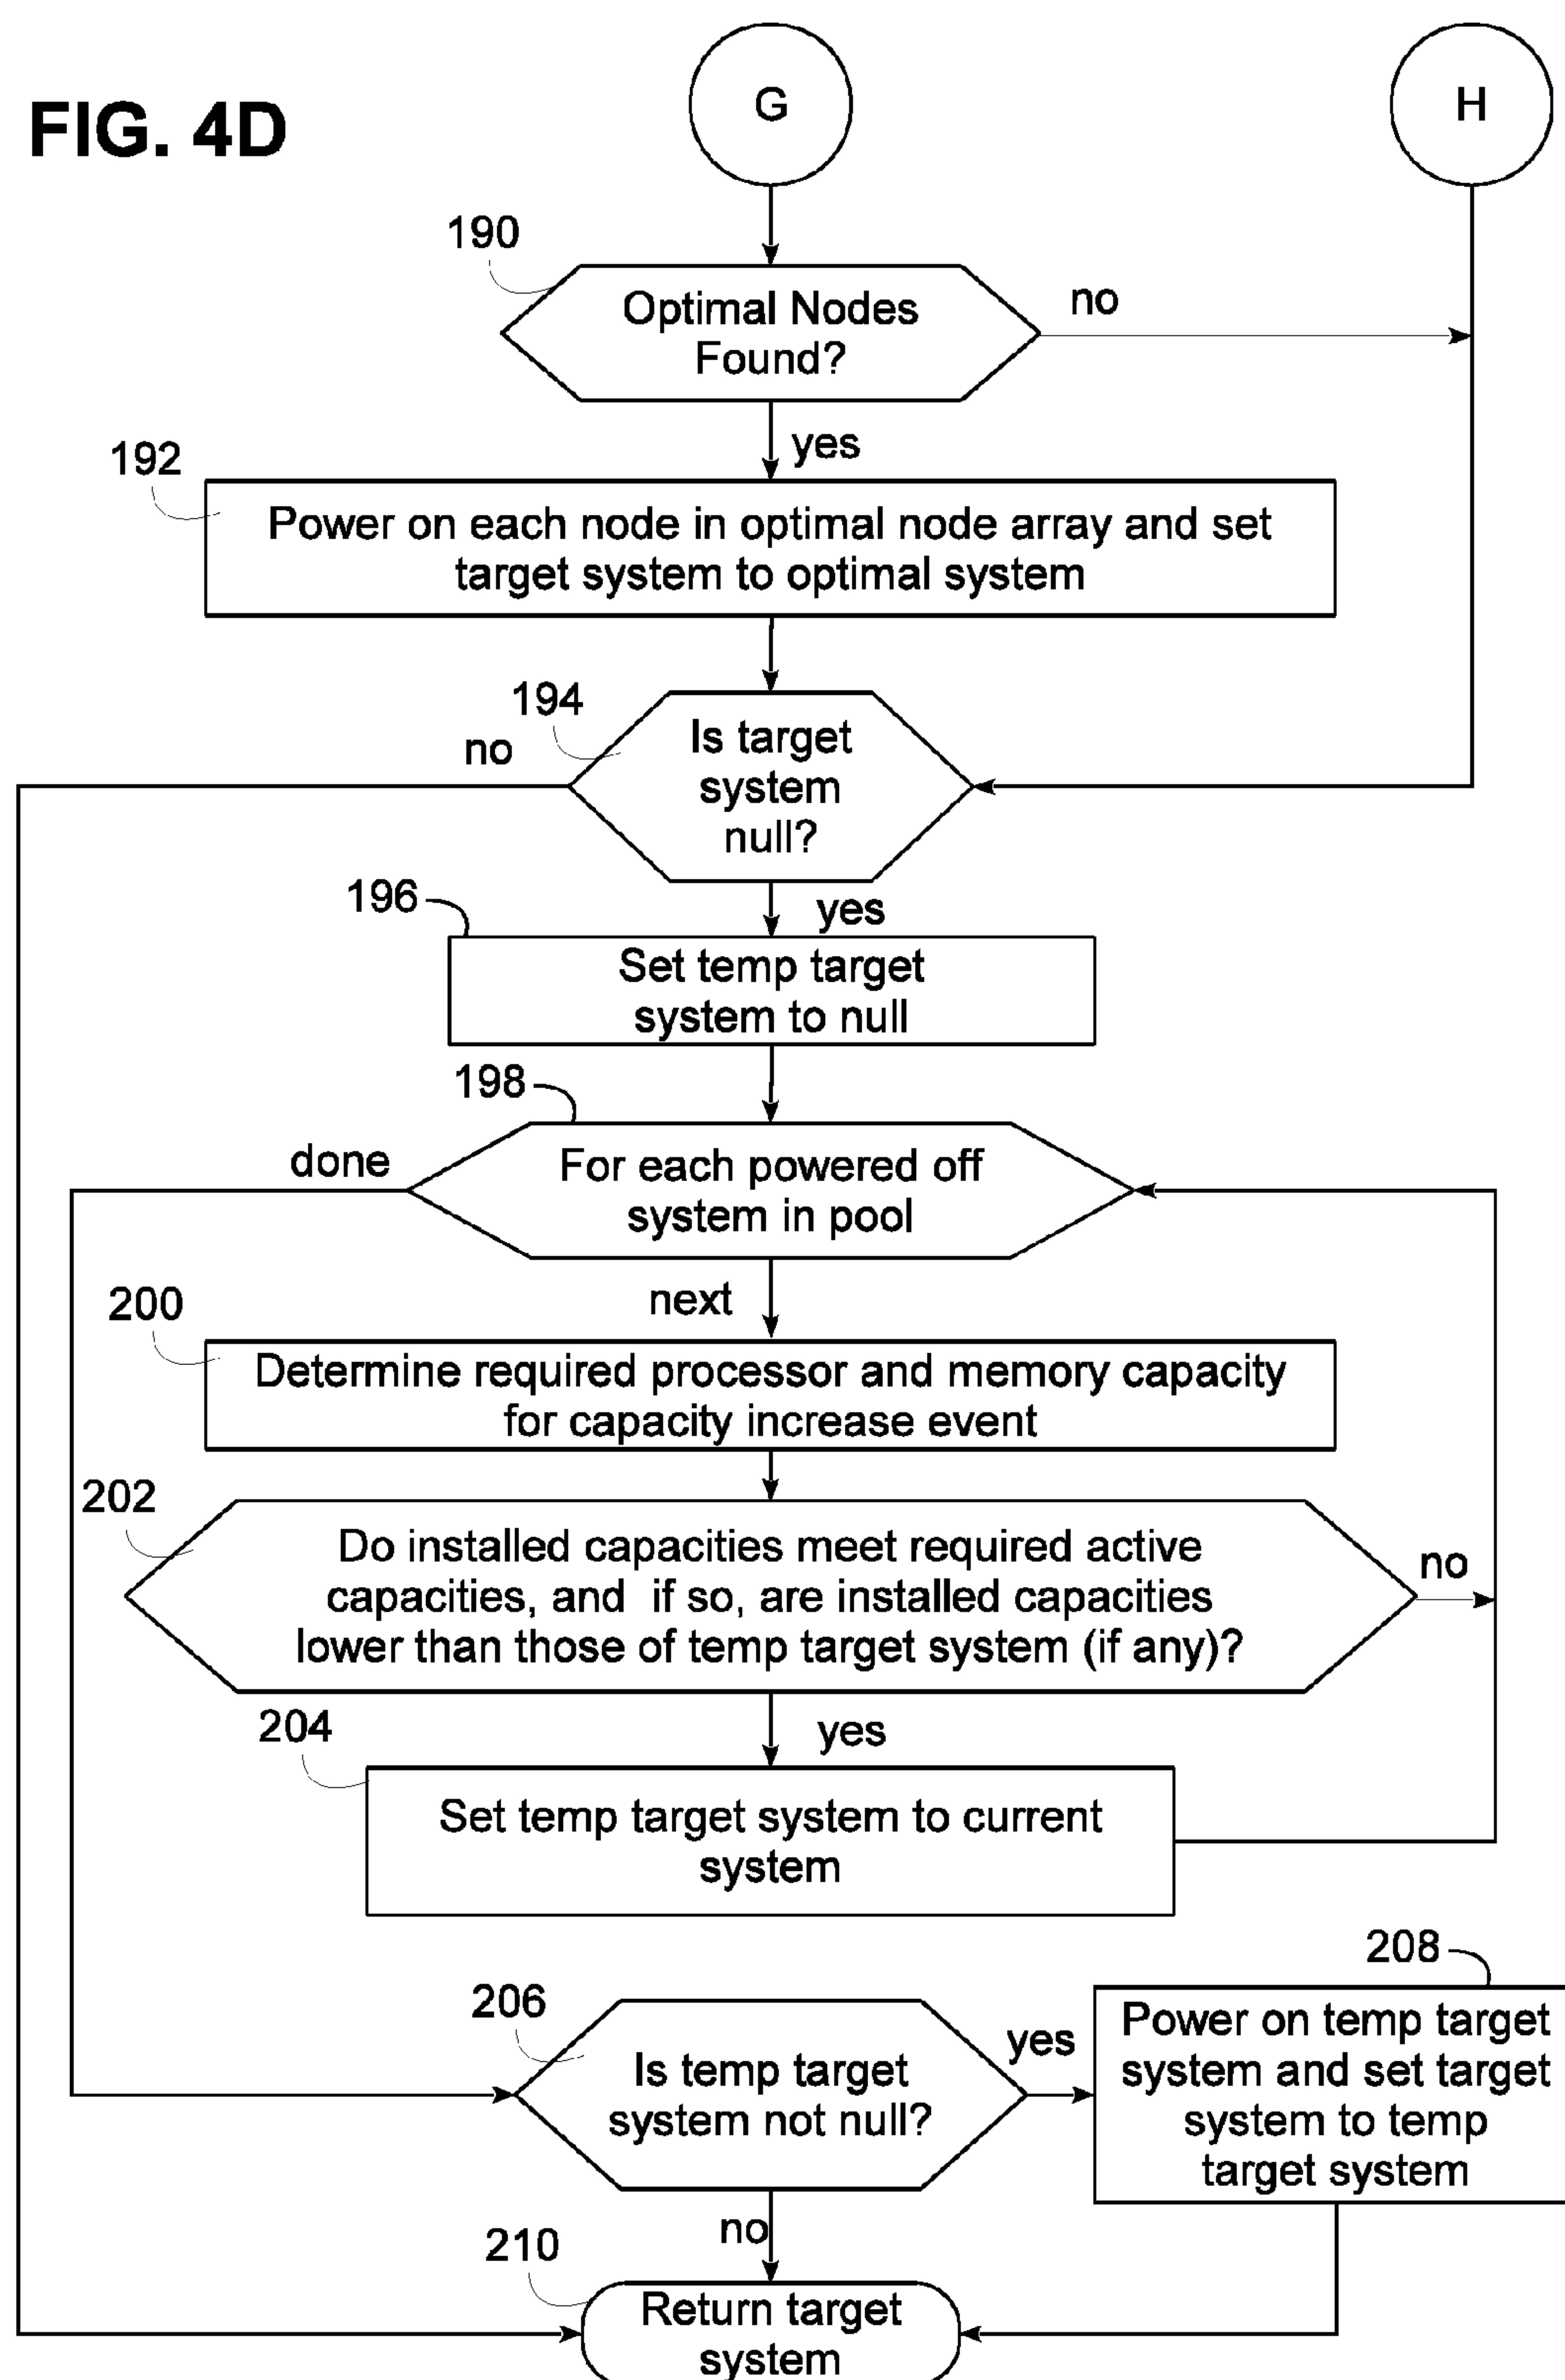 FIG. 4D
G
H
190
Optimal Nodes
Found?
no
yes
192
Power on each node in optimal node array and set
target system to optimal system
194
no
Is target
system
null?
yes
196
Set temp target
system to null
198
done
For each powered off
system in pool
next
200
Determine required processor and memory capacity
for capacity increase event
202
Do installed capacities meet required active
capacities, and if so, are installed capacities
lower than those of temp target system (if any)?
no
yes
204
Set temp target system to current
system
206
Is temp target
system not null?
yes
208
Power on temp target
system and set target
system to temp
target system
no
210
Return target
system